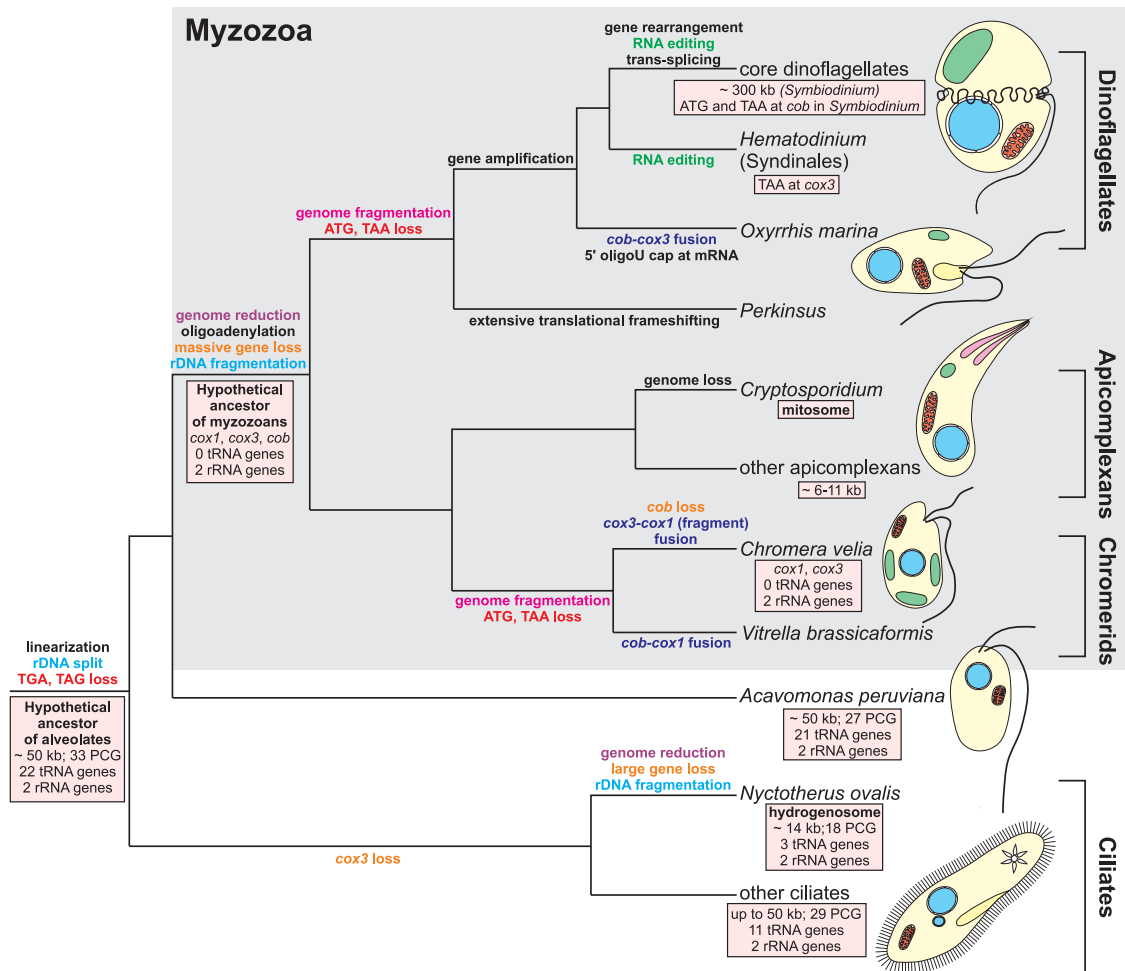 Myzozoa
gene rearrangement
RNA editing
trans-splicing
core dinoflagellates
~ 300 kb (Symbiodinium)
ATG and TAA at cob in Symbiodinium
gene amplification
RNA editing
Hematodinium
(Syndinales)
TAA at cox3
genome fragmentation
ATG, TAA loss
cob-cox3 fusion
5' oligoU cap at mRNA
Oxyrrhis marina
Dinoflagellates
extensive translational frameshifting
Perkinsus
genome reduction
oligoadenylation
massive gene loss
rDNA fragmentation
Hypothetical
ancestor
of myzozoans
cox1, cox3, cob
0 tRNA genes
2 rRNA genes
genome loss
Cryptosporidium
mitosome
other apicomplexans
~ 6-11 kb
Apicomplexans
cob loss
cox3-cox1 (fragment)
fusion
Chromera velia
cox1, cox3
0 tRNA genes
2 rRNA genes
genome fragmentation
ATG, TAA loss
cob-cox1 fusion
Vitrella brassicaformis
Chromerids
linearization
rDNA split
TGA, TAG loss
Hypothetical
ancestor
of alveolates
~ 50 kb; 33 PCG
22 tRNA genes
2 rRNA genes
Acavomonas peruviana
~ 50 kb; 27 PCG
21 tRNA genes
2 rRNA genes
genome reduction
large gene loss
rDNA fragmentation
Nyctotherus ovalis
hydrogenosome
~ 14 kb;18 PCG
3 tRNA genes
2 rRNA genes
cox3 loss
other ciliates
up to 50 kb; 29 PCG
11 tRNA genes
2 rRNA genes
Ciliates